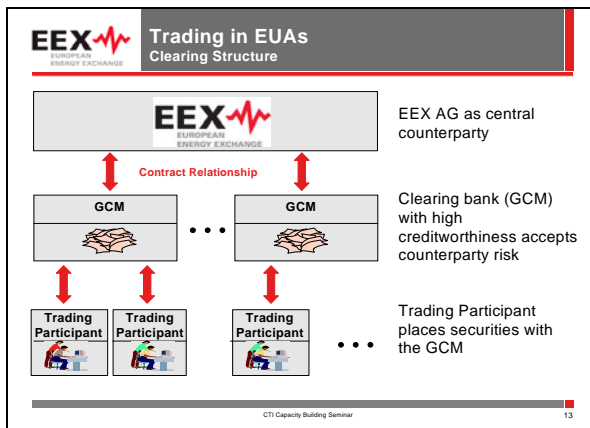 EEX
EUROPEAN
ENERGY EXCHANGE
Trading in EUAs
Clearing Structure
EEX
EUROPEAN
ENERGY EXCHANGE
EEX AG as central
counterparty
Contract Relationship
GCM
GCM
Clearing bank (GCM)
with high
creditworthiness accepts
counterparty risk
• • •
Trading
Participant
Trading
Participant
Trading
Participant
Trading Participant
places securities with
the GCM
• • •
CTI Capacity Building Seminar
13